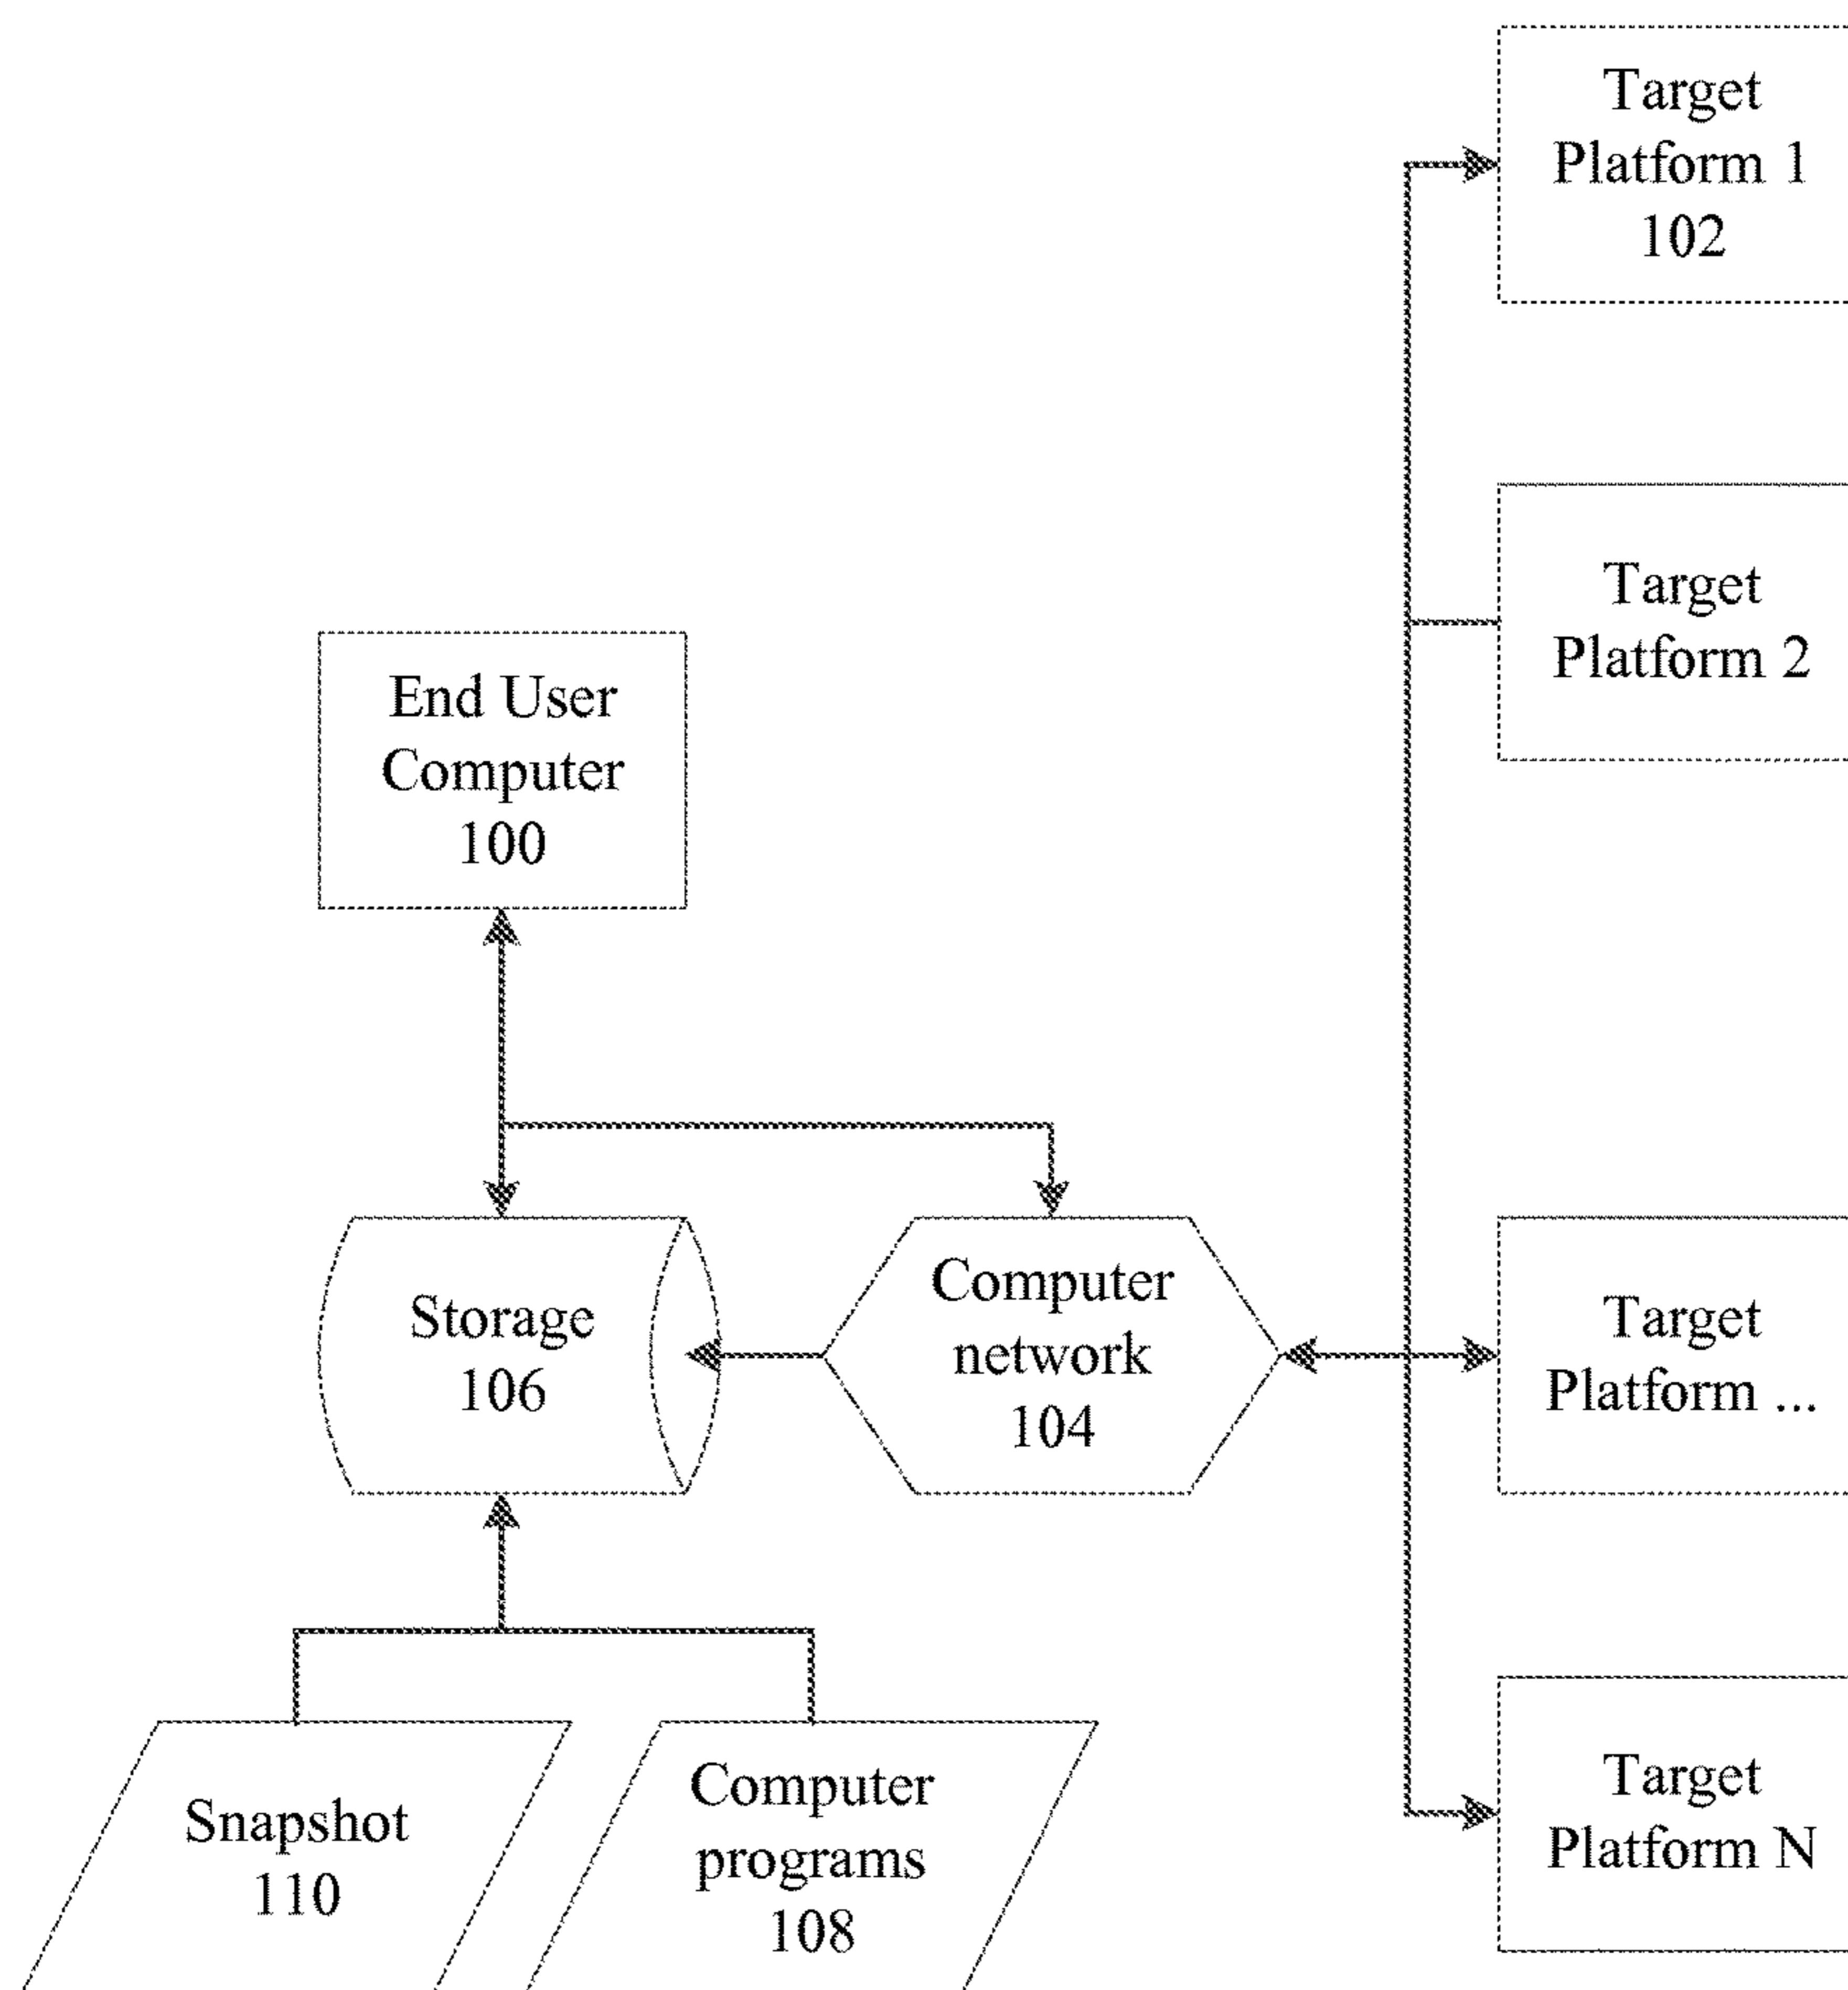 Target
Platform 1
102
Target
Platform 2
End User
Computer
100
Storage
106
Computer
network
104
Target
Platform ...
Target
Platform N
Snapshot
110
Computer
programs
108